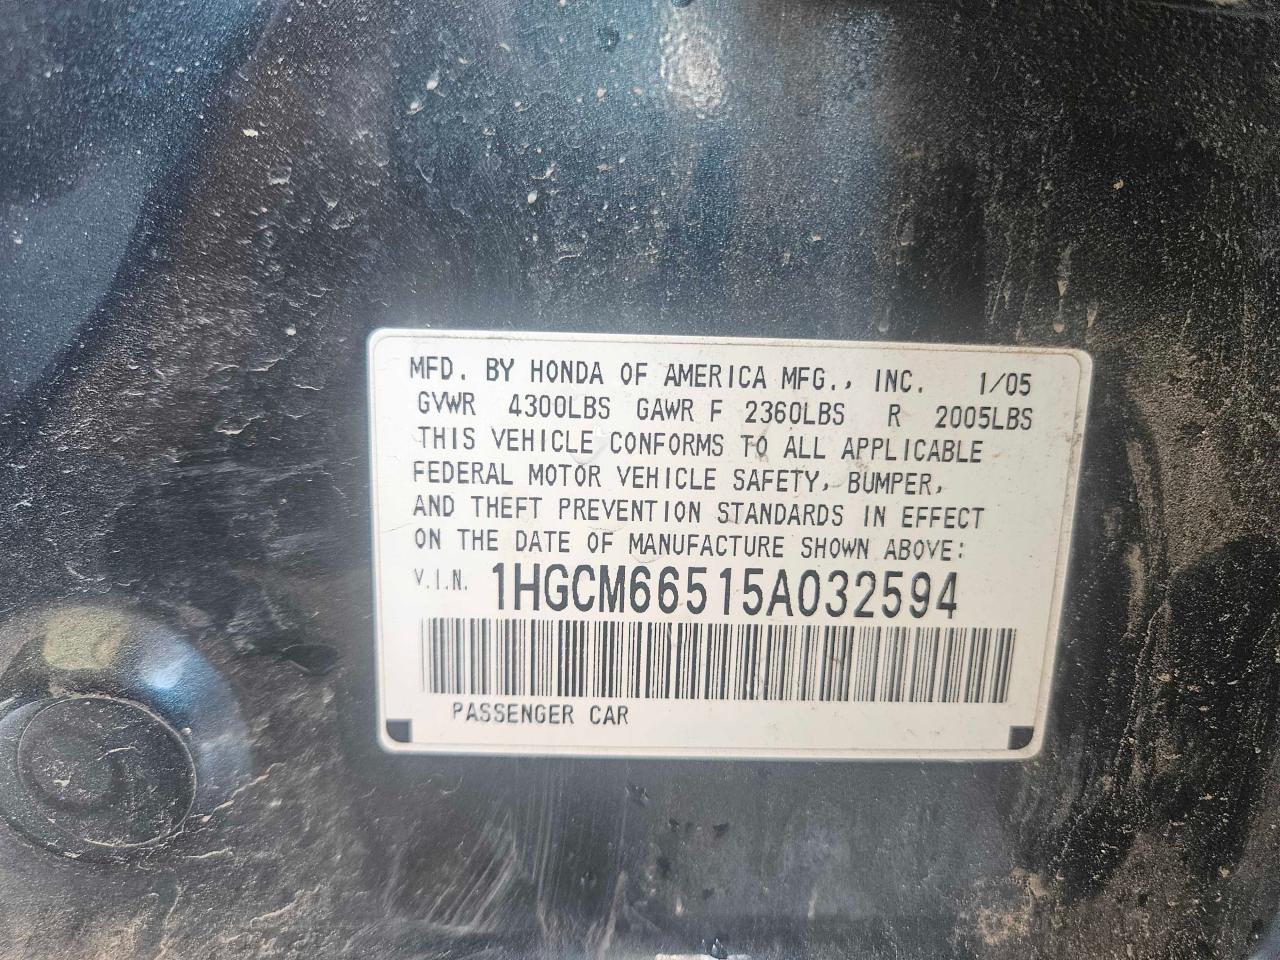 MFD. BY HONDA OF AMERICA MFG., INC. 1/05
GVWR 4300LBS GAWR F 2360LBS R 2005LBS
THIS VEHICLE CONFORMS TO ALL APPLICABLE
FEDERAL MOTOR VEHICLE SAFETY, BUMPER,
AND THEFT PREVENTION STANDARDS IN EFFECT
ON THE DATE OF MANUFACTURE SHOWN ABOVE:
V.I.N. 1HGCM66515A032594
PASSENGER CAR